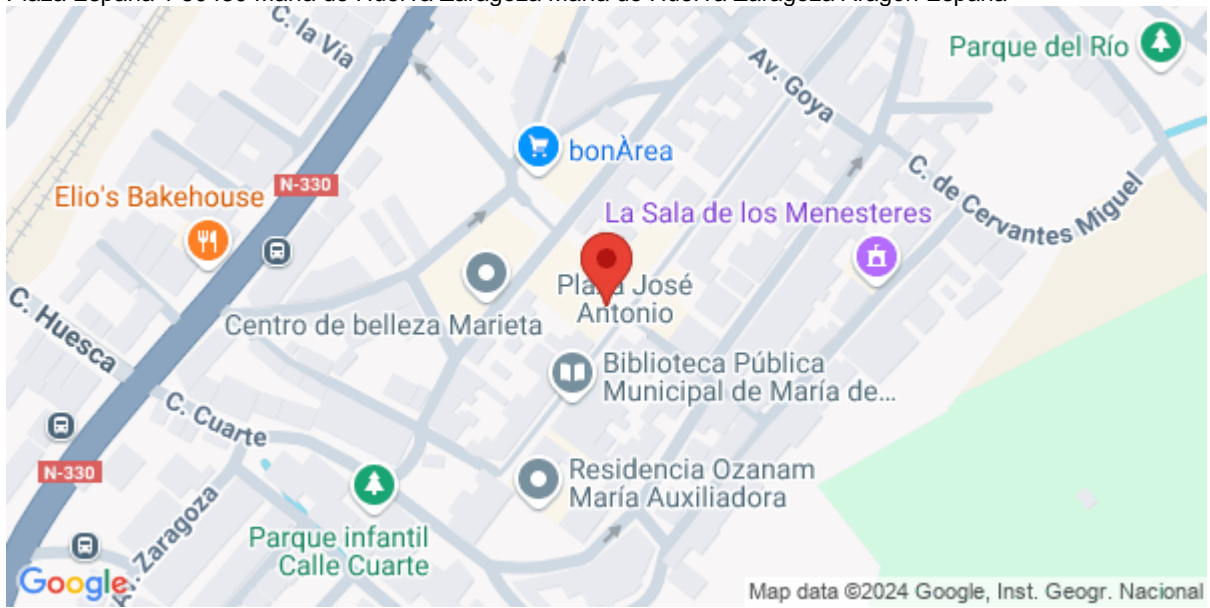 C. la Vía
Av. Goya
Parque del Río
bonÀrea
N-330
Elio's Bakehouse
C. de Cervantes Miguel
La Sala de los Menesteres
José
Antonio
Centro de belleza Marieta
C. Huesca
Biblioteca Pública
Municipal de María de...
C. Cuarte
N-330
Residencia Ozanam
María Auxiliadora
Zaragoza
Parque infantil
Calle Cuarte
Google
Map data ©2024 Google, Inst. Geogr. Nacional